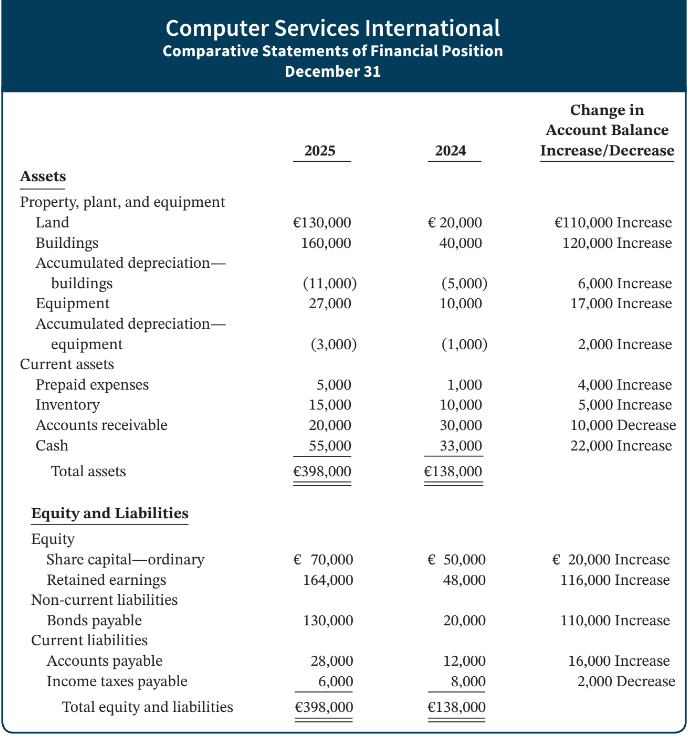 Computer Services International
Comparative Statements of Financial Position
December 31
Change in
Account Balance
2025 2024 Increase/Decrease
Assets
Property, plant, and equipment
Land €130,000 € 20,000 €110,000 Increase
Buildings 160,000 40,000 120,000 Increase
Accumulated depreciation—
buildings (11,000) (5,000) 6,000 Increase
Equipment 27,000 10,000 17,000 Increase
Accumulated depreciation—
equipment (3,000) (1,000) 2,000 Increase
Current assets
Prepaid expenses 5,000 1,000 4,000 Increase
Inventory 15,000 10,000 5,000 Increase
Accounts receivable 20,000 30,000 10,000 Decrease
Cash 55,000 33,000 22,000 Increase
Total assets €398,000 €138,000
Equity and Liabilities
Equity
Share capital—ordinary € 70,000 € 50,000 € 20,000 Increase
Retained earnings 164,000 48,000 116,000 Increase
Non-current liabilities
Bonds payable 130,000 20,000 110,000 Increase
Current liabilities
Accounts payable 28,000 12,000 16,000 Increase
Income taxes payable 6,000 8,000 2,000 Decrease
Total equity and liabilities €398,000 €138,000